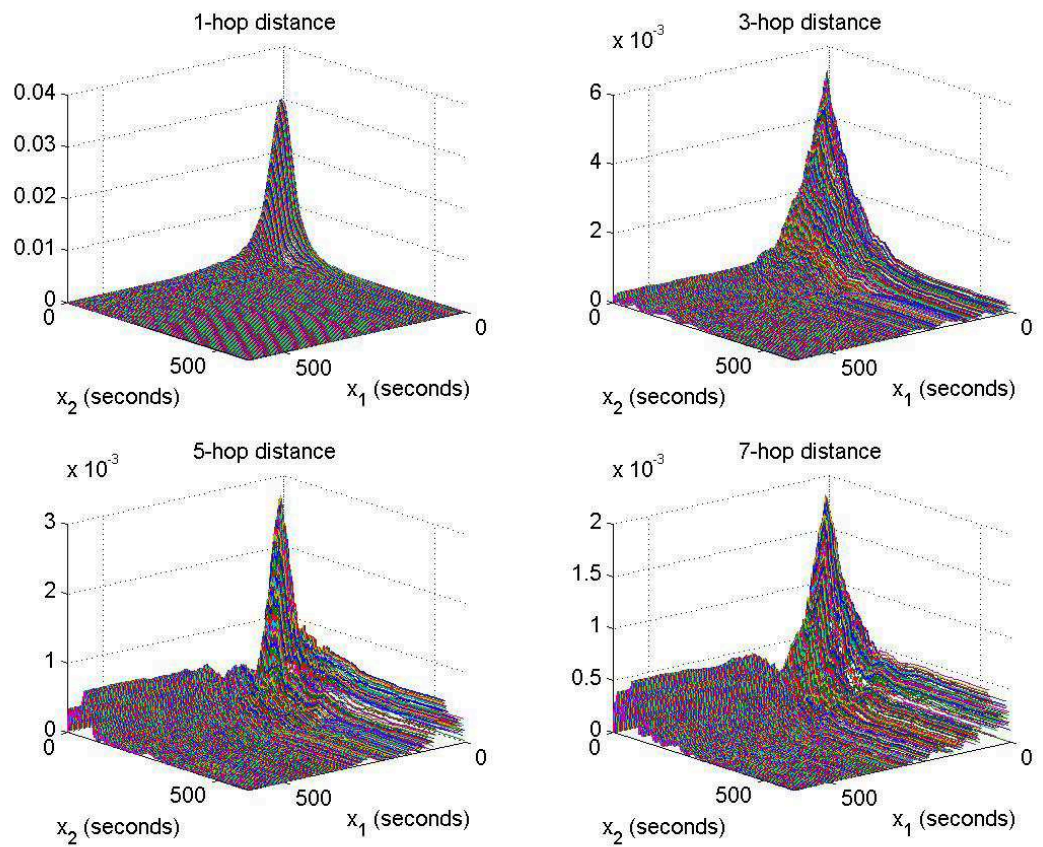 1-hop distance
0.04
0.03
0.02
0.01
0
0
500
x₂ (seconds)
500
0
x₁ (seconds)
3-hop distance
x 10⁻³
6
4
2
0
0
500
x₂ (seconds)
500
0
x₁ (seconds)
5-hop distance
x 10⁻³
3
2
1
0
0
500
x₂ (seconds)
500
0
x₁ (seconds)
7-hop distance
x 10⁻³
2
1.5
1
0.5
0
0
500
x₂ (seconds)
500
0
x₁ (seconds)